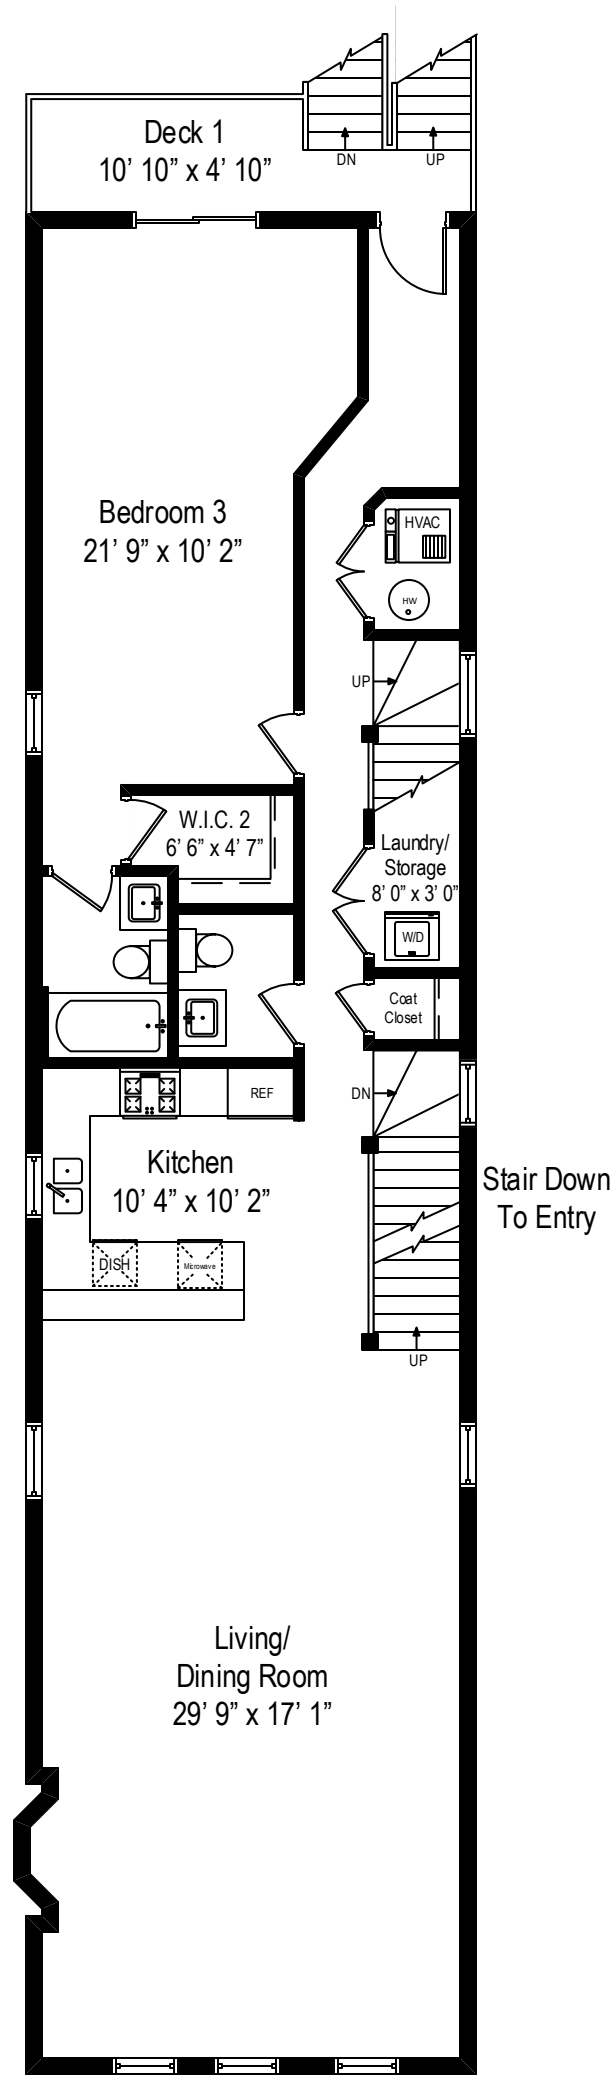 Deck 1
10’ 10” x 4’ 10”
DN
UP
HVAC
Bedroom 3
21’ 9” x 10’ 2”
HW
UP
W.I.C. 2
6’ 6” x 4’ 7”
Laundry/
Storage
8’ 0” x 3’ 0”
W/D
Coat
Closet
REF
DN
Kitchen
10’ 4” x 10’ 2”
Stair Down
To Entry
DISH
Microwave
UP
Living/
Dining Room
29’ 9” x 17’ 1”